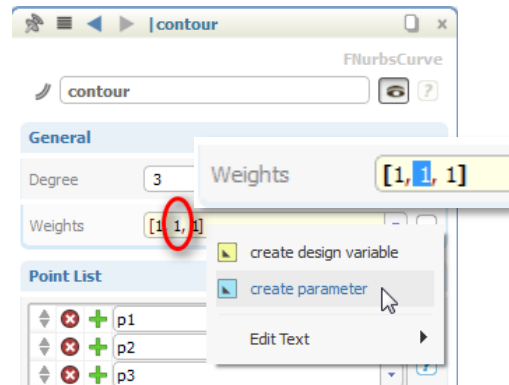 |contour
FNurbsCurve
contour
General
Degree 3
Weights [1, 1, 1]
Weights [1, 1, 1]
create design variable
create parameter
Edit Text
Point List
p1
p2
p3